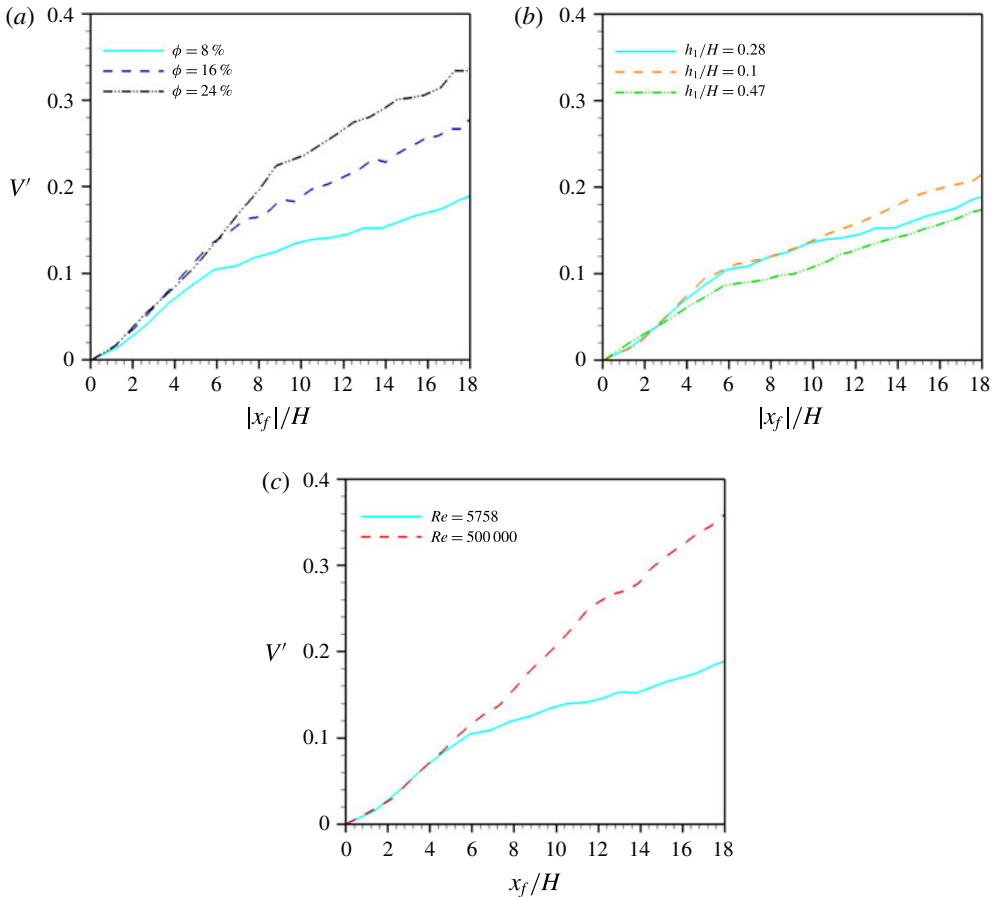 (a)
0.4
0.3
0.2
0.1
0
V′
ϕ = 8 %
ϕ = 16 %
ϕ = 24 %
0 2 4 6 8 10 12 14 16 18
|x_f|/H
(b)
0.4
0.3
0.2
0.1
0
h₁/H = 0.28
h₁/H = 0.1
h₁/H = 0.47
0 2 4 6 8 10 12 14 16 18
|x_f|/H
(c)
0.4
0.3
0.2
0.1
0
V′
Re = 5758
Re = 500 000
0 2 4 6 8 10 12 14 16 18
x_f/H